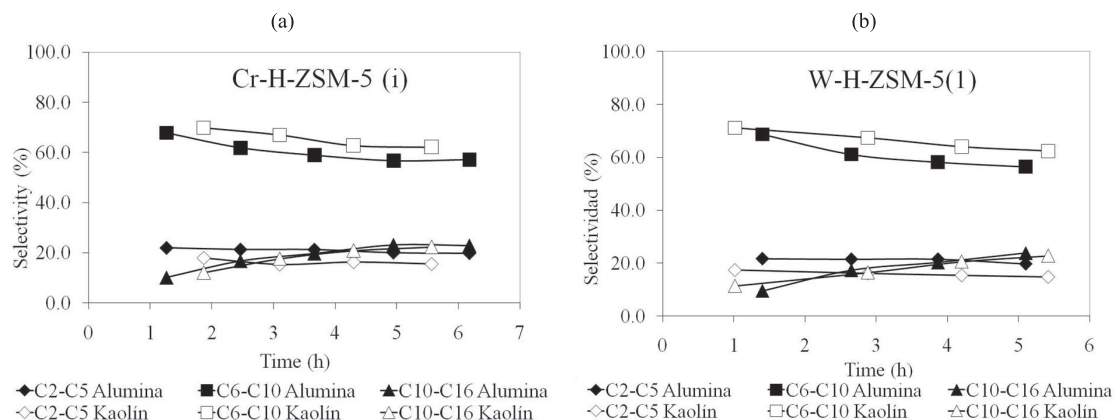 (a)
100.0
80.0
60.0
40.0
20.0
0.0
Selectivity (%)
Cr-H-ZSM-5 (i)
0 1 2 3 4 5 6 7
Time (h)
C2-C5 Alumina C6-C10 Alumina C10-C16 Alumina
C2-C5 Kaolín C6-C10 Kaolín C10-C16 Kaolín
(b)
100.0
80.0
60.0
40.0
20.0
0.0
Selectividad (%)
W-H-ZSM-5(1)
0 1 2 3 4 5 6
Time (h)
C2-C5 Alumina C6-C10 Alumina C10-C16 Alumina
C2-C5 Kaolín C6-C10 Kaolín C10-C16 Kaolín